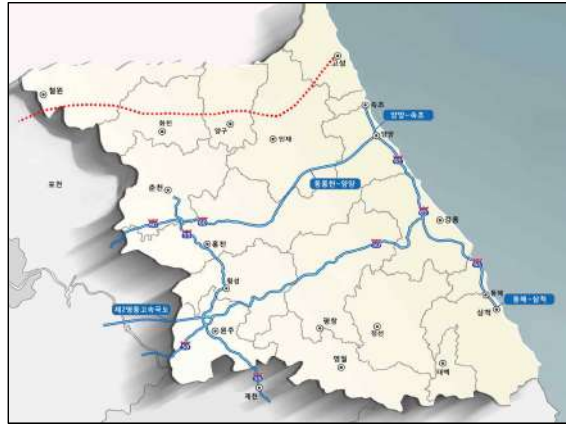 고성
철원
속초
양양~속초
양양
화천
양구
인제
포천
춘천
동홍천~양양
강릉
홍천
횡성
동해
동해~삼척
삼척
제2영동고속국도
원주
평창
정선
영월
태백
제천